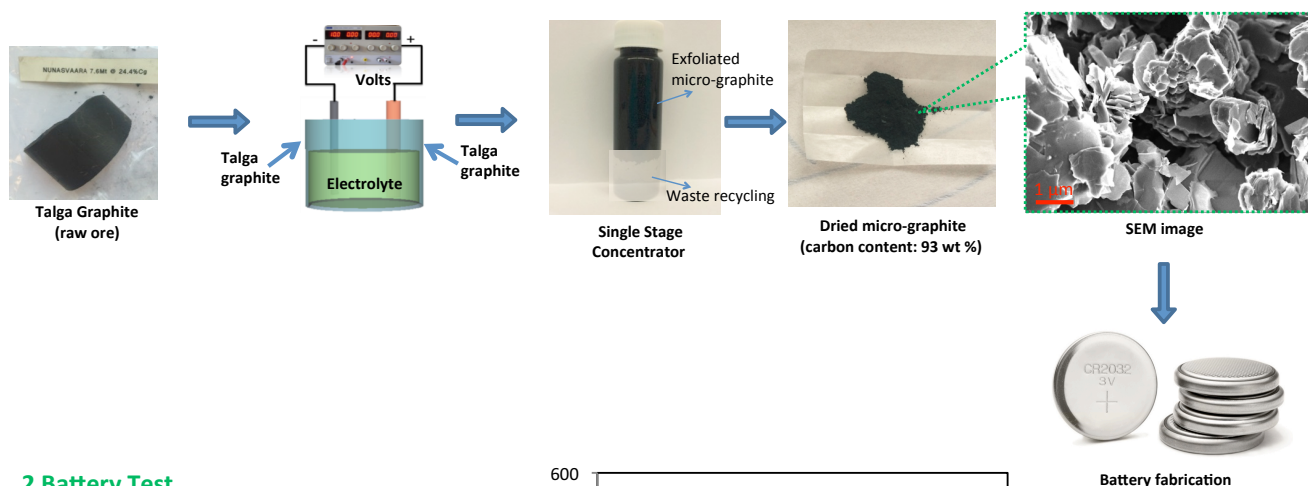 NUNASVAARA 7.6Mt @ 24.4%Cg
Talga Graphite
(raw ore)
-
+
Volts
Talga
graphite
Electrolyte
Talga
graphite
Exfoliated
micro-graphite
Waste recycling
Single Stage
Concentrator
Dried micro-graphite
(carbon content: 93 wt %)
1 µm
SEM image
CR2032
3V
+
Battery fabrication
2 Battery Test
600